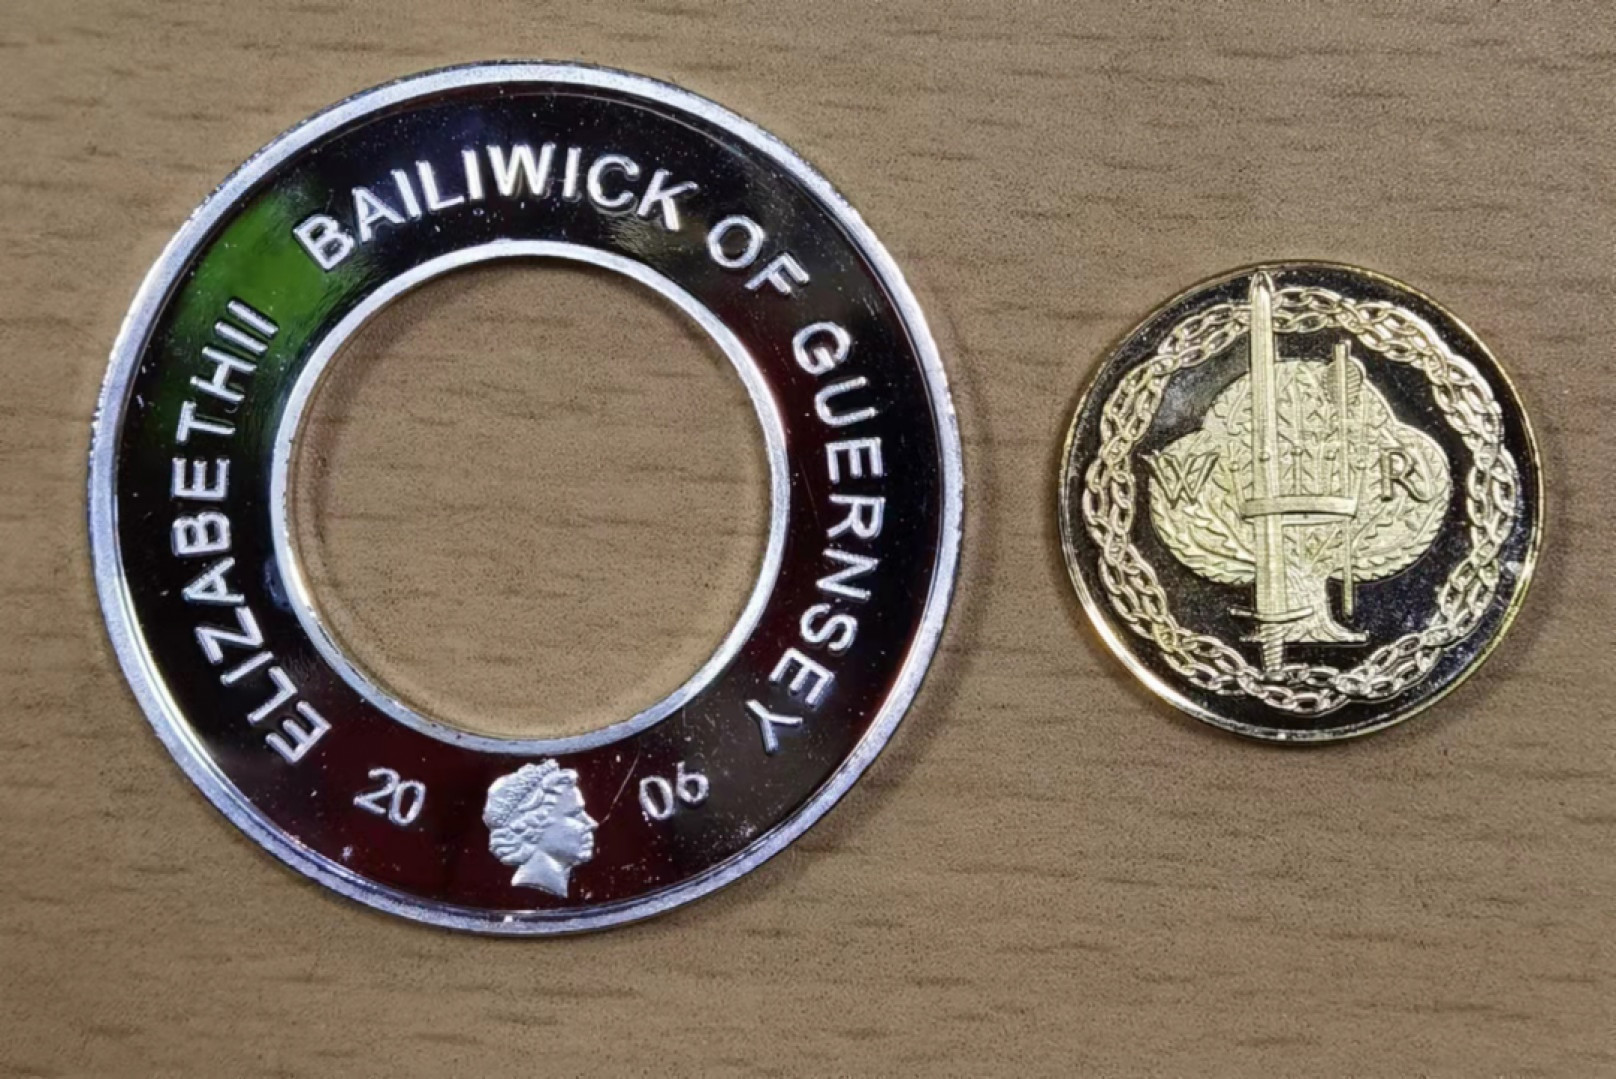 ELIZABETH II BAILIWICK OF GUERNSEY
20 06
W R